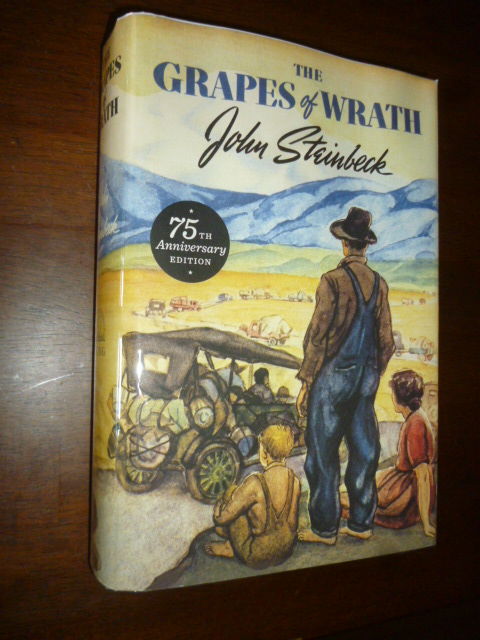 THE
GRAPES of WRATH
John Steinbeck
75TH
Anniversary
EDITION